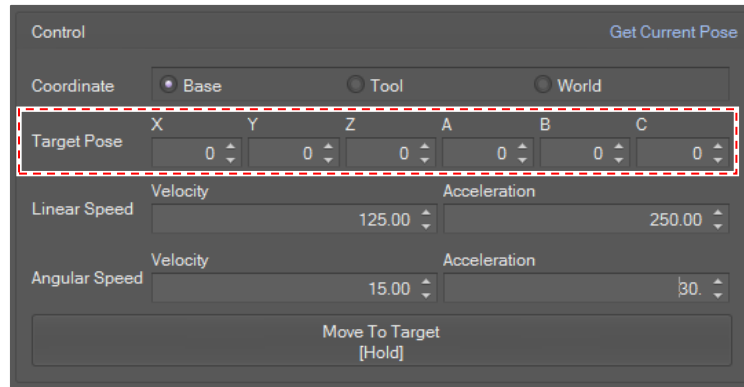 Control Get Current Pose
Coordinate Base Tool World
X Y Z A B C
Target Pose 0 0 0 0 0 0
Velocity Acceleration
Linear Speed 125.00 250.00
Velocity Acceleration
Angular Speed 15.00 30.
Move To Target
[Hold]